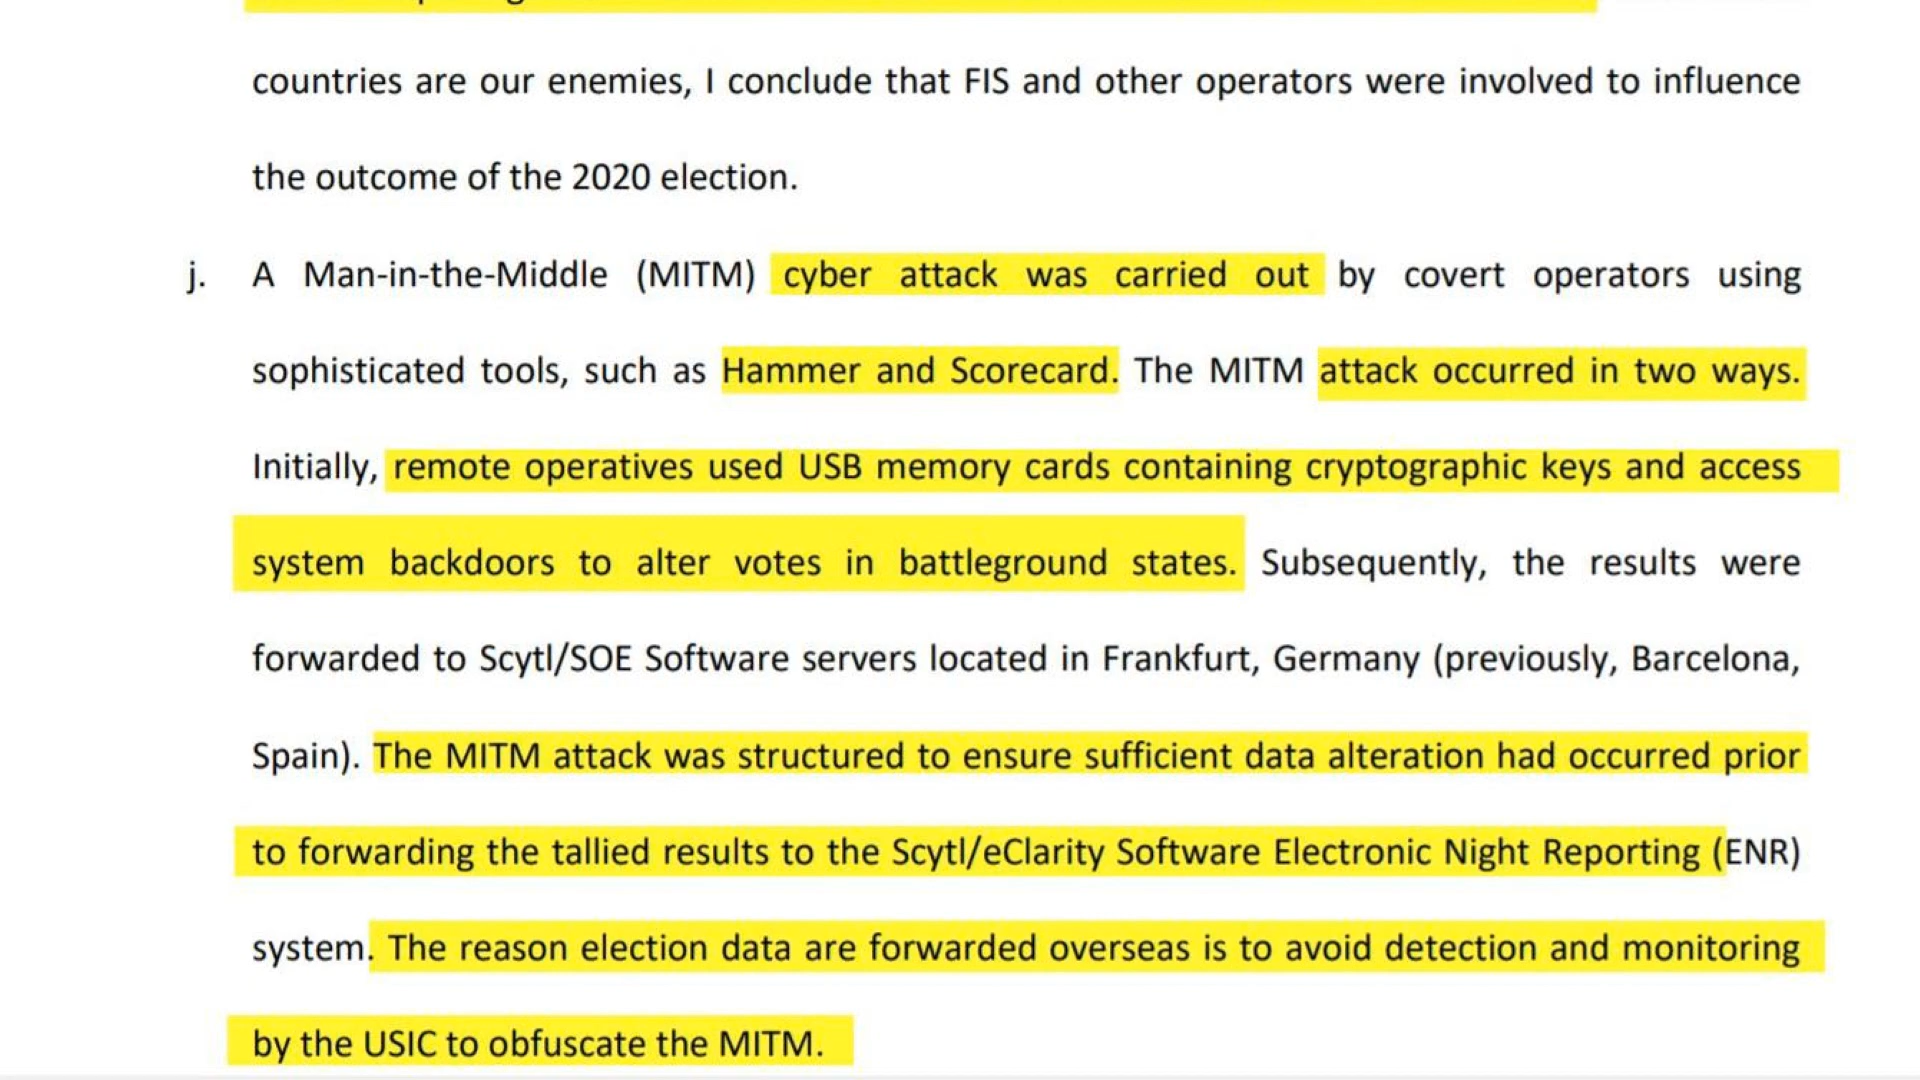 countries are our enemies, I conclude that FIS and other operators were involved to influence
the outcome of the 2020 election.
j. A Man-in-the-Middle (MITM) cyber attack was carried out by covert operators using
sophisticated tools, such as Hammer and Scorecard. The MITM attack occurred in two ways.
Initially, remote operatives used USB memory cards containing cryptographic keys and access
system backdoors to alter votes in battleground states. Subsequently, the results were
forwarded to Scytl/SOE Software servers located in Frankfurt, Germany (previously, Barcelona,
Spain). The MITM attack was structured to ensure sufficient data alteration had occurred prior
to forwarding the tallied results to the Scytl/eClarity Software Electronic Night Reporting (ENR)
system. The reason election data are forwarded overseas is to avoid detection and monitoring
by the USIC to obfuscate the MITM.